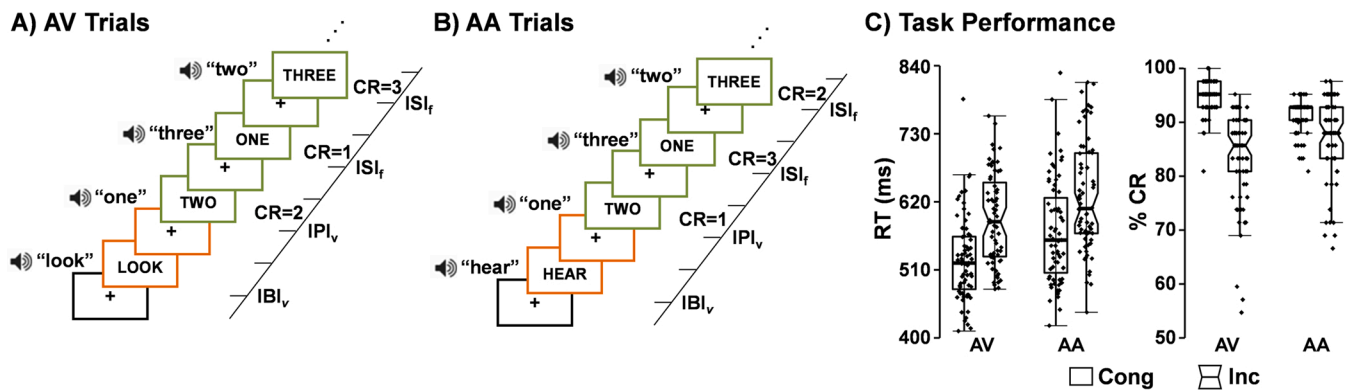 A) AV Trials
“two”
THREE
CR=3
ISI_f
“three”
ONE
+
CR=1
ISI_f
“one”
TWO
+
CR=2
IPI_v
“look”
LOOK
+
IBI_v
+
B) AA Trials
“two”
THREE
CR=2
ISI_f
“three”
ONE
+
CR=3
ISI_f
“one”
TWO
+
CR=1
IPI_v
“hear”
HEAR
+
IBI_v
+
C) Task Performance
RT (ms)
840
730
620
510
400
AV AA
% CR
100
90
80
70
60
50
AV AA
Cong Inc